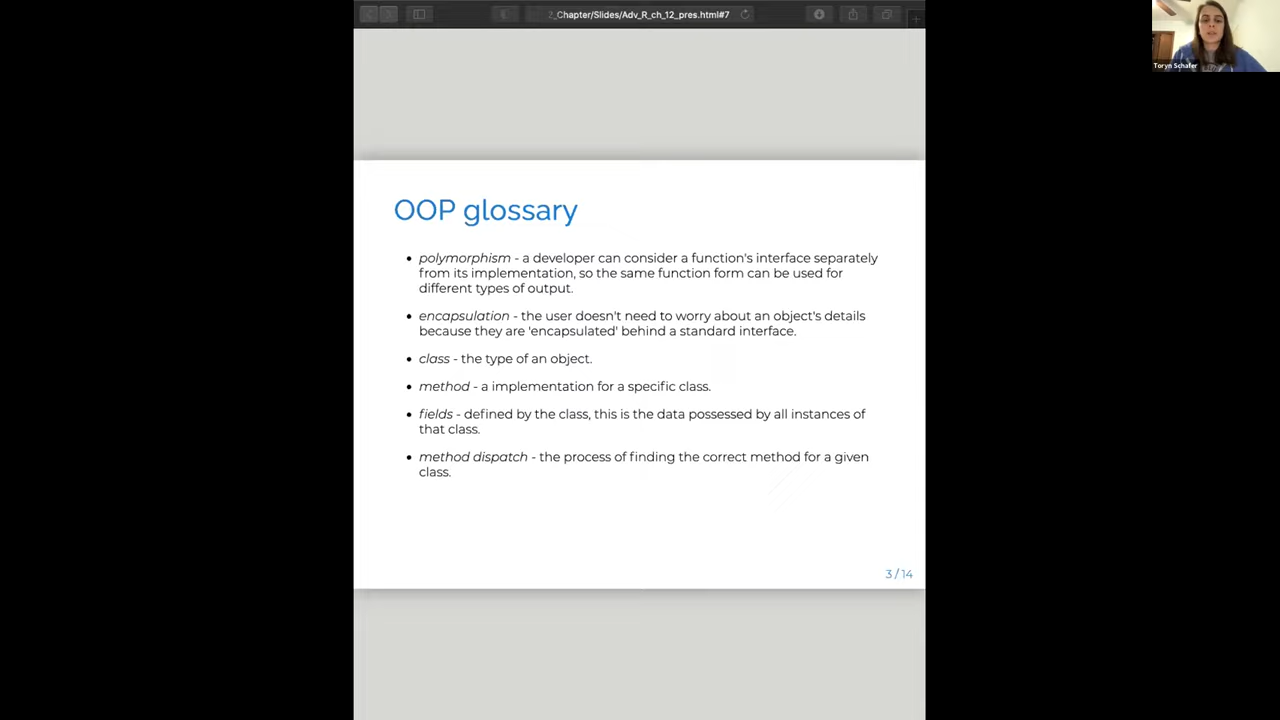 2_Chapter/Slides/Adv_R_ch_12_pres.html#7
Toryn Schafer
OOP glossary
polymorphism - a developer can consider a function's interface separately
from its implementation, so the same function form can be used for
different types of output.
encapsulation - the user doesn't need to worry about an object's details
because they are 'encapsulated' behind a standard interface.
class - the type of an object.
method - a implementation for a specific class.
fields - defined by the class, this is the data possessed by all instances of
that class.
method dispatch - the process of finding the correct method for a given
class.
3 / 14